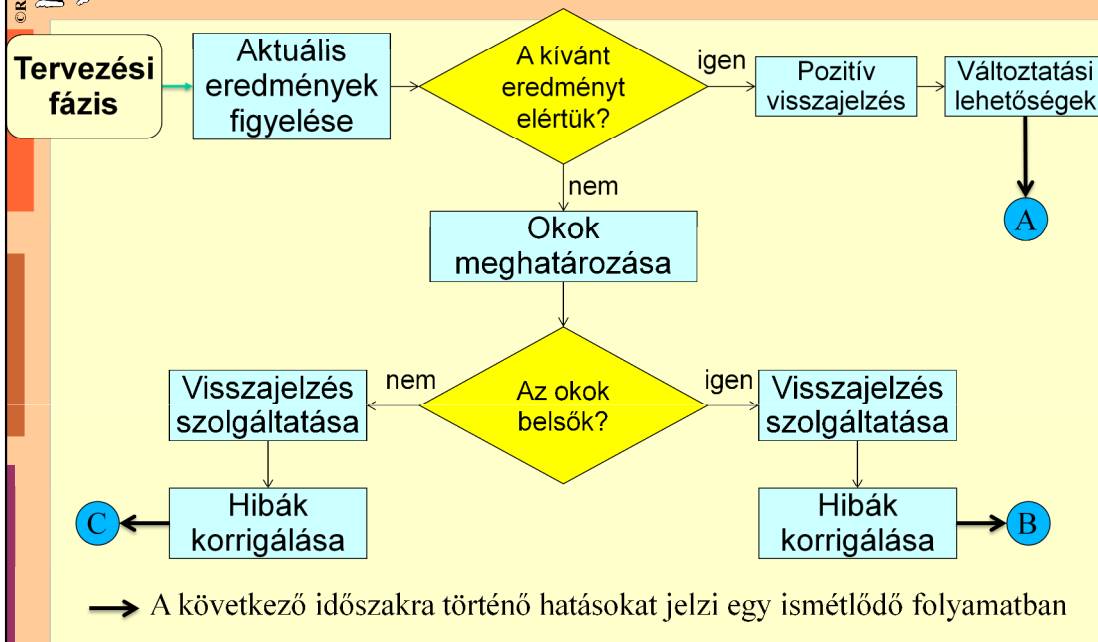 ©R
Tervezési
fázis
Aktuális
eredmények
figyelése
A kívánt
eredményt
elértük?
igen
Pozitív
visszajelzés
Változtatási
lehetőségek
A
nem
Okok
meghatározása
Az okok
belsők?
nem
igen
Visszajelzés
szolgáltatása
Visszajelzés
szolgáltatása
Hibák
korrigálása
Hibák
korrigálása
C
B
A következő időszakra történő hatásokat jelzi egy ismétlődő folyamatban